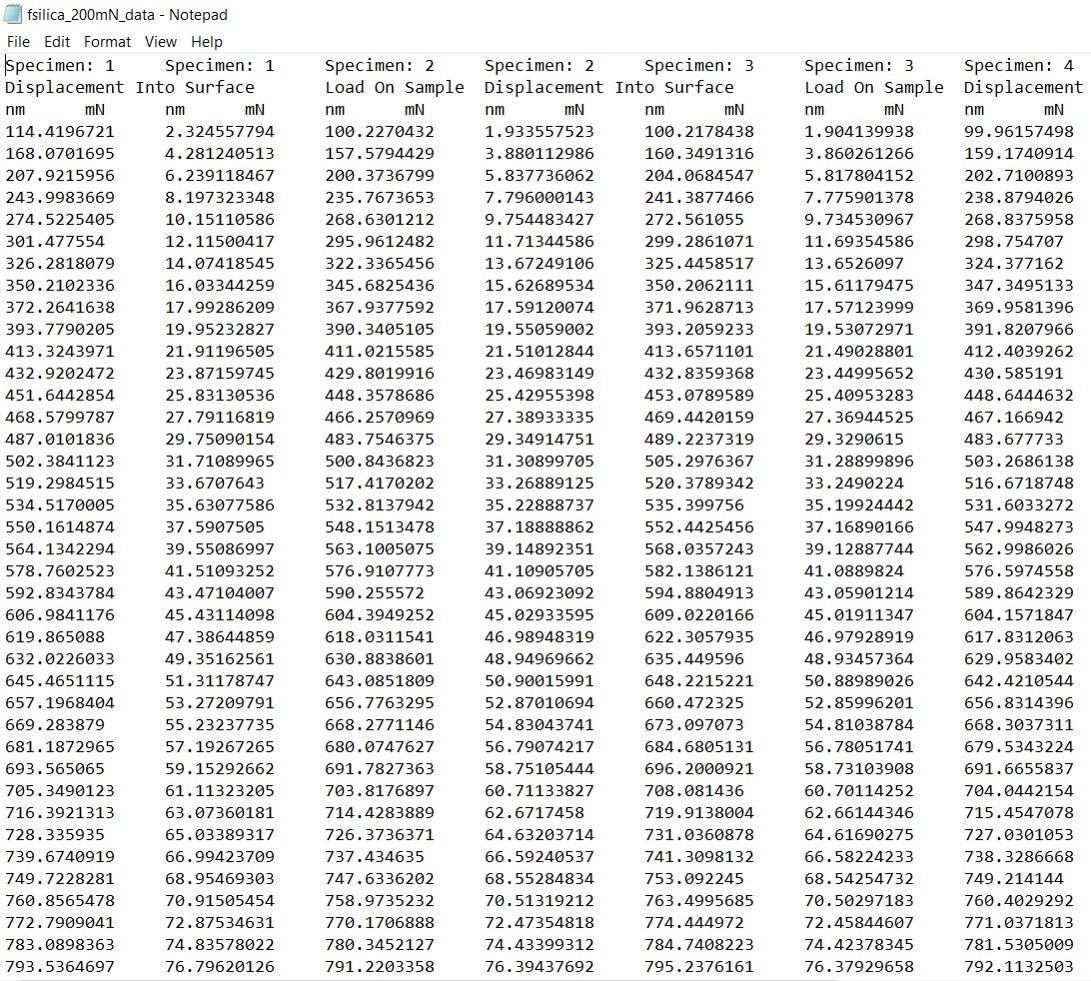 fsilica_200mN_data - Notepad
File Edit Format View Help
Specimen: 1 Specimen: 1 Specimen: 2 Specimen: 2 Specimen: 3 Specimen: 3 Specimen: 4
Displacement Into Surface Load On Sample Displacement Into Surface Load On Sample Displacement
nm mN nm mN nm mN nm mN nm mN nm mN nm mN
114.4196721 2.324557794 100.2270432 1.933557523 100.2178438 1.904139938 99.96157498
168.0701695 4.281240513 157.5794429 3.880112986 160.3491316 3.860261266 159.1740914
207.9215956 6.239118467 200.3736799 5.837736062 204.0684547 5.817804152 202.7100893
243.9983669 8.197323348 235.7673653 7.796000143 241.3877466 7.775901378 238.8794026
274.5225405 10.15110586 268.6301212 9.754483427 272.561055 9.734530967 268.8375958
301.477554 12.11500417 295.9612482 11.71344586 299.2861071 11.69354586 298.754707
326.2818079 14.07418545 322.3365456 13.67249106 325.4458517 13.6526097 324.377162
350.2102336 16.03344259 345.6825436 15.62689534 350.2062111 15.61179475 347.3495133
372.2641638 17.99286209 367.9377592 17.59120074 371.9628713 17.57123999 369.9581396
393.7790205 19.95232827 390.3405105 19.55059002 393.2059233 19.53072971 391.8207966
413.3243971 21.91196505 411.0215585 21.51012844 413.6571101 21.49028801 412.4039262
432.9202472 23.87159745 429.8019916 23.46983149 432.8359368 23.44995652 430.585191
451.6442854 25.83130536 448.3578686 25.42955398 453.0789589 25.40953283 448.6444632
468.5799787 27.79116819 466.2570969 27.38933335 469.4420159 27.36944525 467.166942
487.0101836 29.75090154 483.7546375 29.34914751 489.2237319 29.3290615 483.677733
502.3841123 31.71089965 500.8436823 31.30899705 505.2976367 31.28899896 503.2686138
519.2984515 33.6707643 517.4170202 33.26889125 520.3789342 33.2490224 516.6718748
534.5170005 35.63077586 532.8137942 35.22888737 535.399756 35.19924442 531.6033272
550.1614874 37.5907505 548.1513478 37.18888862 552.4425456 37.16890166 547.9948273
564.1342294 39.55086997 563.1005075 39.14892351 568.0357243 39.12887744 562.9986026
578.7602523 41.51093252 576.9107773 41.10905705 582.1386121 41.0889824 576.5974558
592.8343784 43.47104007 590.255572 43.06923092 594.8804913 43.05901214 589.8642329
606.9841176 45.43114098 604.3949252 45.02933595 609.0220166 45.01911347 604.1571847
619.865088 47.38644859 618.0311541 46.98948319 622.3057935 46.97928919 617.8312063
632.0226033 49.35162561 630.8838601 48.94969662 635.449596 48.93457364 629.9583402
645.4651115 51.31178747 643.0851809 50.90015991 648.2215221 50.88989026 642.4210544
657.1968404 53.27209791 656.7763295 52.87010694 660.472325 52.85996201 656.8314396
669.283879 55.23237735 668.2771146 54.83043741 673.097073 54.81038784 668.3037311
681.1872965 57.19267265 680.0747627 56.79074217 684.6805131 56.78051741 679.5343224
693.565065 59.15292662 691.7827363 58.75105444 696.2000921 58.73103908 691.6655837
705.3490123 61.11323205 703.8176897 60.71133827 708.081436 60.70114252 704.0442154
716.3921313 63.07360181 714.4283889 62.6717458 719.9138004 62.66144346 715.4547078
728.335935 65.03389317 726.3736371 64.63203714 731.0360878 64.61690275 727.0301053
739.6740919 66.99423709 737.434635 66.59240537 741.3098132 66.58224233 738.3286668
749.7228281 68.95469303 747.6336202 68.55284834 753.092245 68.54254732 749.214144
760.8565478 70.91505454 758.9735232 70.51319212 763.4995685 70.50297183 760.4029292
772.7909041 72.87534631 770.1706888 72.47354818 774.444972 72.45844607 771.0371813
783.0898363 74.83578022 780.3452127 74.43399312 784.7408223 74.42378345 781.5305009
793.5364697 76.79620126 791.2203358 76.39437692 795.2376161 76.37929658 792.1132503